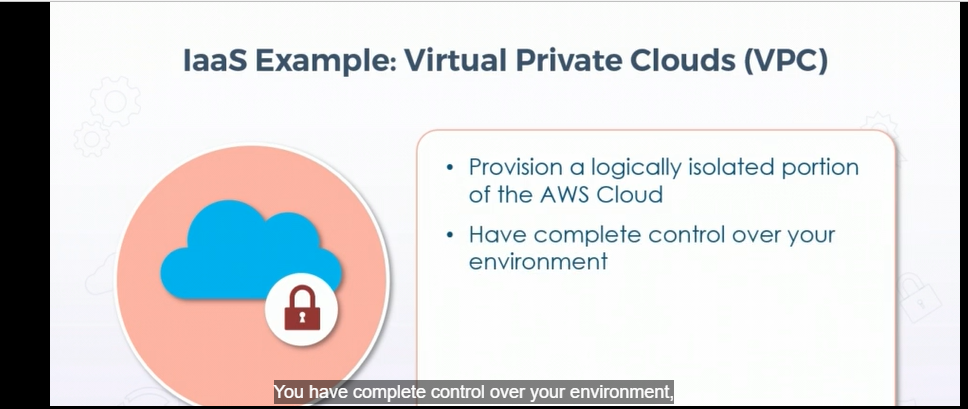 IaaS Example: Virtual Private Clouds (VPC)
• Provision a logically isolated portion
of the AWS Cloud
• Have complete control over your
environment
You have complete control over your environment,